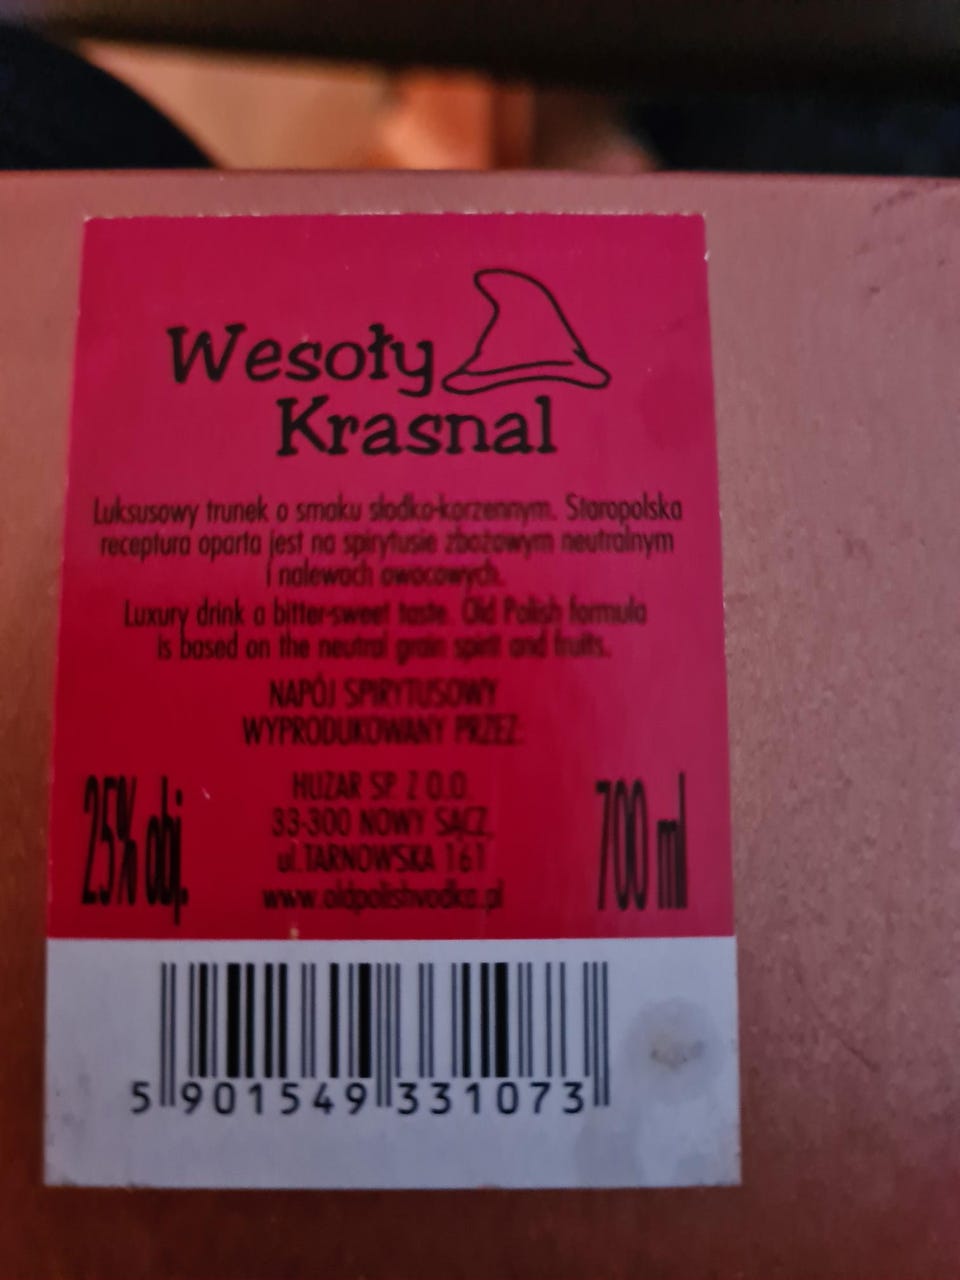 Wesoły
Krasnal
Luksusowy trunek o smaku słodko-korzennym. Staropolska
receptura oparta jest na spirytusie zbożowym neutralnym
i nalewach owocowych.
Luxury drink a bitter-sweet taste. Old Polish formula
is based on the neutral grain spirit and fruits.
NAPÓJ SPIRYTUSOWY
WYPRODUKOWANY PRZEZ:
HUZAR SP. Z O.O.
33-300 NOWY SĄCZ
ul.TARNOWSKA 161
www.oldpolishvodka.pl
25% obj.
700 ml
5 901549 331073